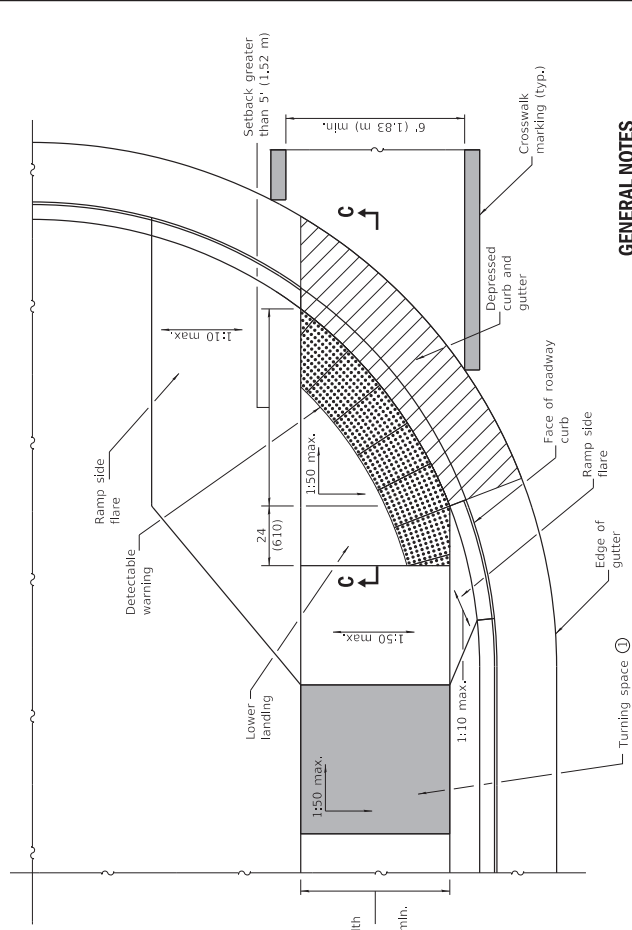 Setback greater
than 5' (1.52 m)
6' (1.83 m) min.
Crosswalk
marking (typ.)
GENERAL NOTES
1:10 max.
Ramp side
flare
Detectable
warning
C
Depressed
curb and
gutter
1:50 max.
24
(610)
Face of roadway
curb
Ramp side
flare
C
Lower
landing
1:50 max.
Edge of
gutter
1:10 max.
1:50 max.
Turning space ①
min.